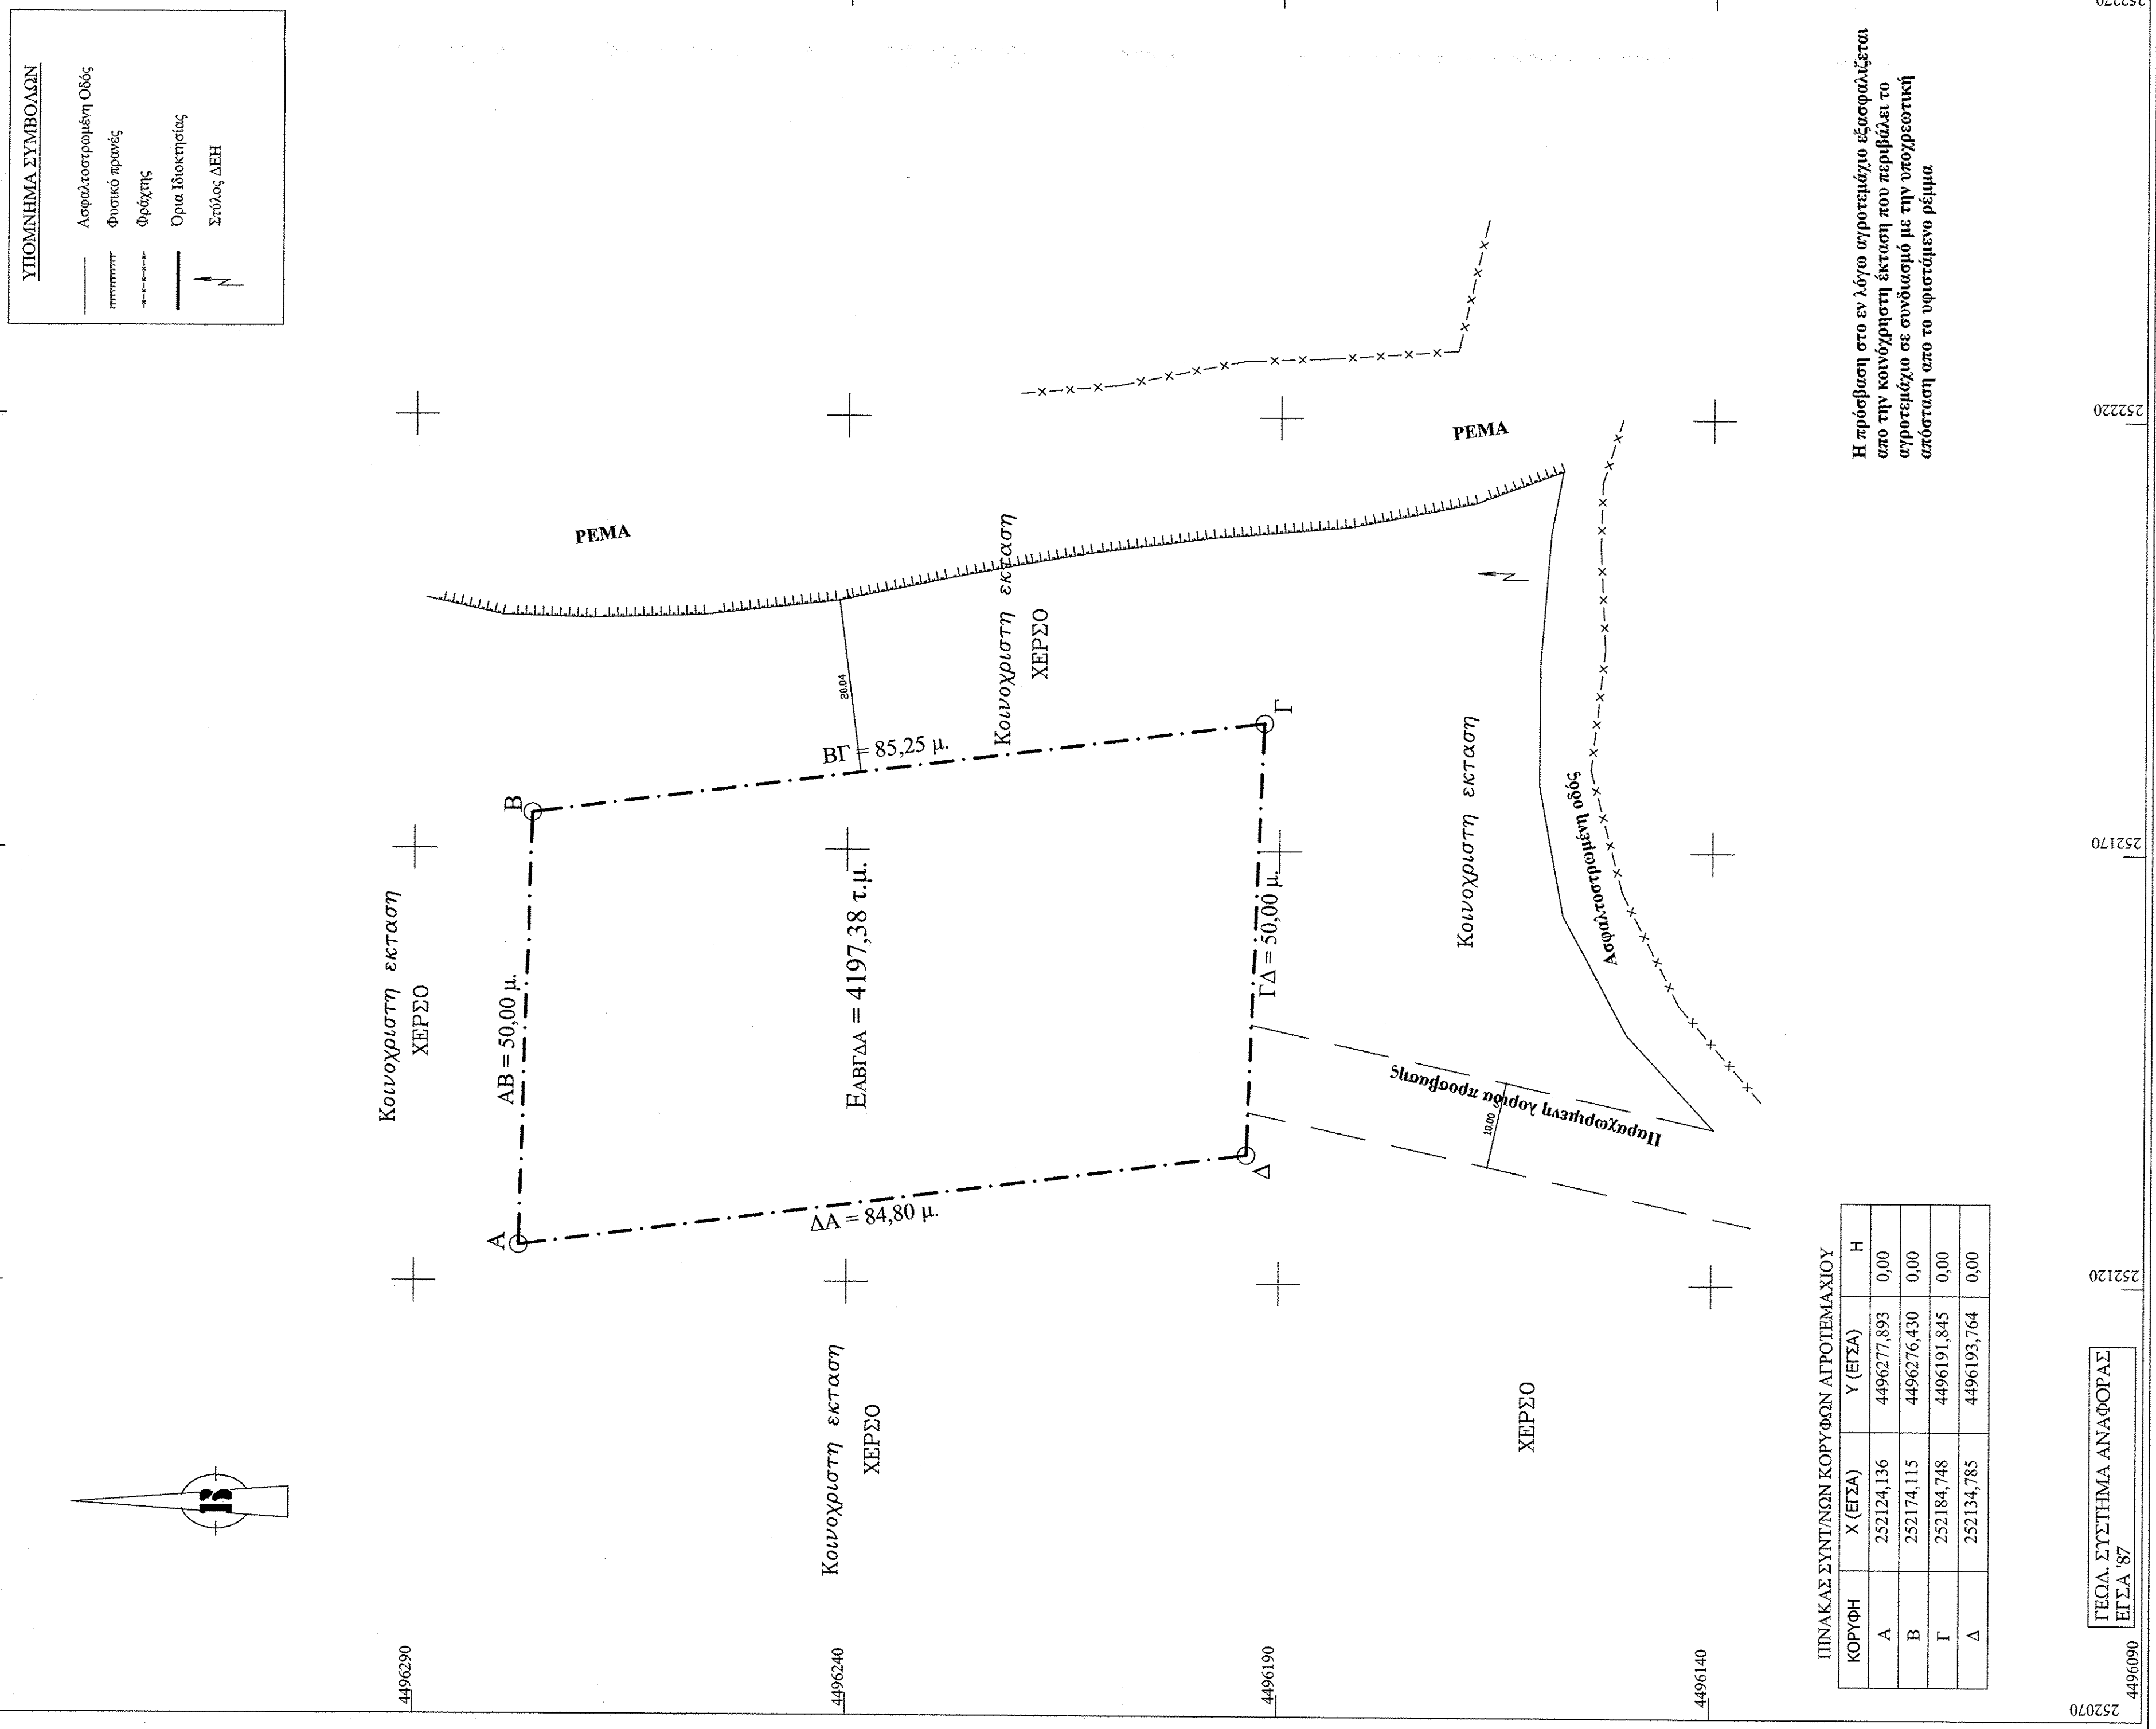 ΥΠΟΜΝΗΜΑ ΣΥΜΒΟΛΩΝ
Ασφαλτοστρωμένη Οδός
Φυσικό πρανές
Φράχτης
Όρια Ιδιοκτησίας
Στύλος ΔΕΗ
4496290
4496240
4496190
4496140
4496090
252070
252120
252170
252220
252270
Κοινοχριστη εκταση
ΧΕΡΣΟ
ΡΕΜΑ
ΡΕΜΑ
Κοινοχριστη εκταση
ΧΕΡΣΟ
20.04
Α
ΑΒ = 50,00 μ.
Β
ΒΓ = 85,25 μ.
Γ
ΓΔ = 50,00 μ.
Δ
ΔΑ = 84,80 μ.
ΕΑΒΓΔΑ = 4197,38 τ.μ.
Κοινοχριστη εκταση
ΧΕΡΣΟ
Κοινοχριστη εκταση
Ασφαλτοστρωμένη οδός
Παραχωριμενη λοριδα προσβασης
10.00
ΧΕΡΣΟ
Η πρόσβαση στο εν λόγω αγροτεμάχιο εξασφαλιζεται
απο την κοινόχρηστη έκταση που περιβάλει το
αγροτεμάχιο σε συνδιασμό με την υποχρεωτική
απόσταση απο το υφιστάμενο ρέμμα
ΠΙΝΑΚΑΣ ΣΥΝΤ/ΝΩΝ ΚΟΡΥΦΩΝ ΑΓΡΟΤΕΜΑΧΙΟΥ
ΚΟΡΥΦΗ Χ (ΕΓΣΑ) Υ (ΕΓΣΑ) Η
Α 252124,136 4496277,893 0,00
Β 252174,115 4496276,430 0,00
Γ 252184,748 4496191,845 0,00
Δ 252134,785 4496193,764 0,00
ΓΕΩΔ. ΣΥΣΤΗΜΑ ΑΝΑΦΟΡΑΣ
ΕΓΣΑ '87